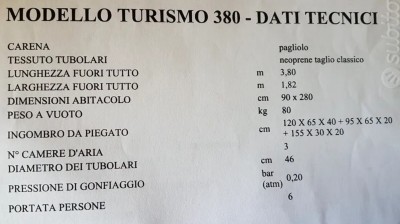 MODELLO TURISMO 380 - DATI TECNICI
CARENA pagliolo
TESSUTO TUBOLARI neoprene taglio classico
LUNGHEZZA FUORI TUTTO m 3,80
LARGHEZZA FUORI TUTTO m 1,82
DIMENSIONI ABITACOLO cm 90 x 280
PESO A VUOTO kg 80
INGOMBRO DA PIEGATO cm 120 X 65 X 40 + 95 X 65 X 20
+ 155 X 30 X 20
N° CAMERE D'ARIA 3
DIAMETRO DEI TUBOLARI cm 46
PRESSIONE DI GONFIAGGIO bar 0,20
(atm)
PORTATA PERSONE 6
subito